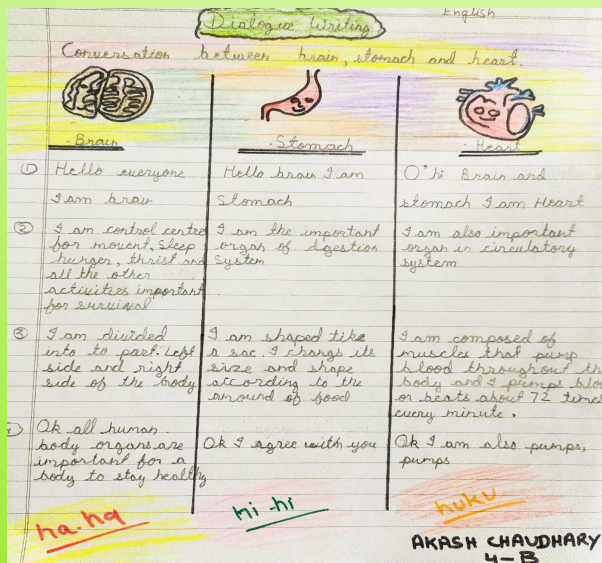 English
Dialogue Writing
Conversation between brain, stomach and heart.
Brain
Stomach
Heart
① Hello everyone
I am brain
Hello brain I am
Stomach
O" hi Brain and
stomach I am Heart
② I am control centre
for movent, Sleep
hunger, thrist and
all the other
activities important
for survival
I am the important
organ of digestion
System
I am also important
organ in circulatory
system
③ I am divided
into to part. Left
side and right
side of the body
I am shaped like
a sac. I changs its
size and shape
according to the
amound of food
I am composed of
muscles that pump
blood throughout the
body and I pumps bloo
or beats about 72 times
every minute.
④ Ok all human
body organs are
important for a
body to stay healthy
Ok I agree with you
Ok I am also pumps,
pumps
ha-ha
hi-hi
huku
AKASH CHAUDHARY
4-B